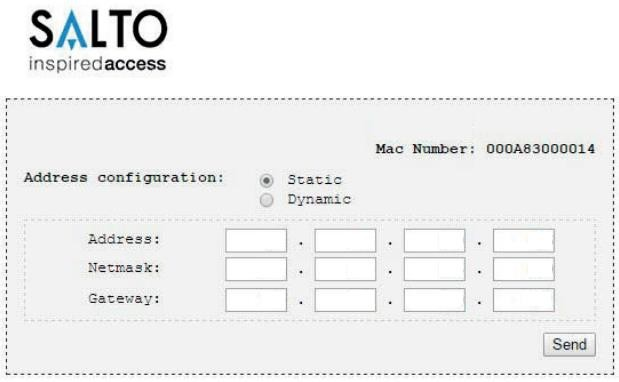 SALTO
inspiredaccess
Mac Number: 000A83000014
Address configuration:
Static
Dynamic
Address: . . .
Netmask: . . .
Gateway: . . .
Send